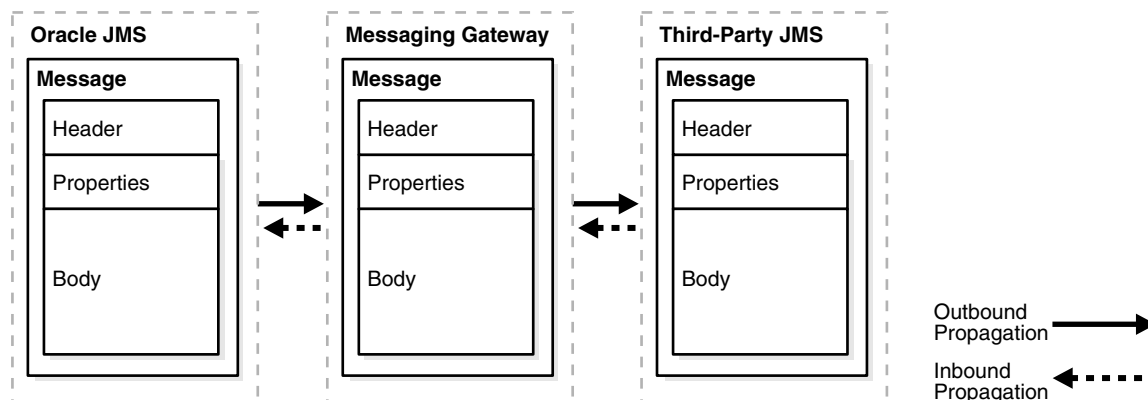 Oracle JMS
Message
Header
Properties
Body
Messaging Gateway
Message
Header
Properties
Body
Third-Party JMS
Message
Header
Properties
Body
Outbound
Propagation
Inbound
Propagation